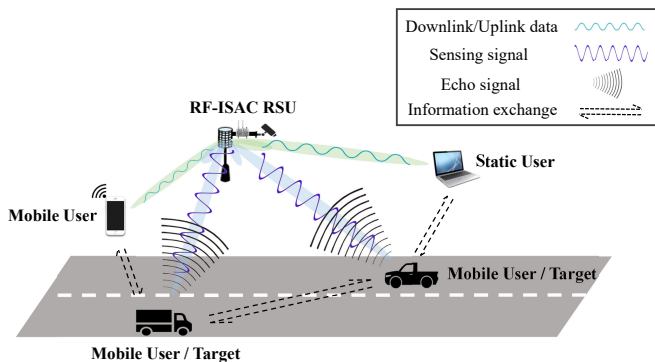 Downlink/Uplink data
Sensing signal
Echo signal
Information exchange
RF-ISAC RSU
Static User
Mobile User
Mobile User / Target
Mobile User / Target